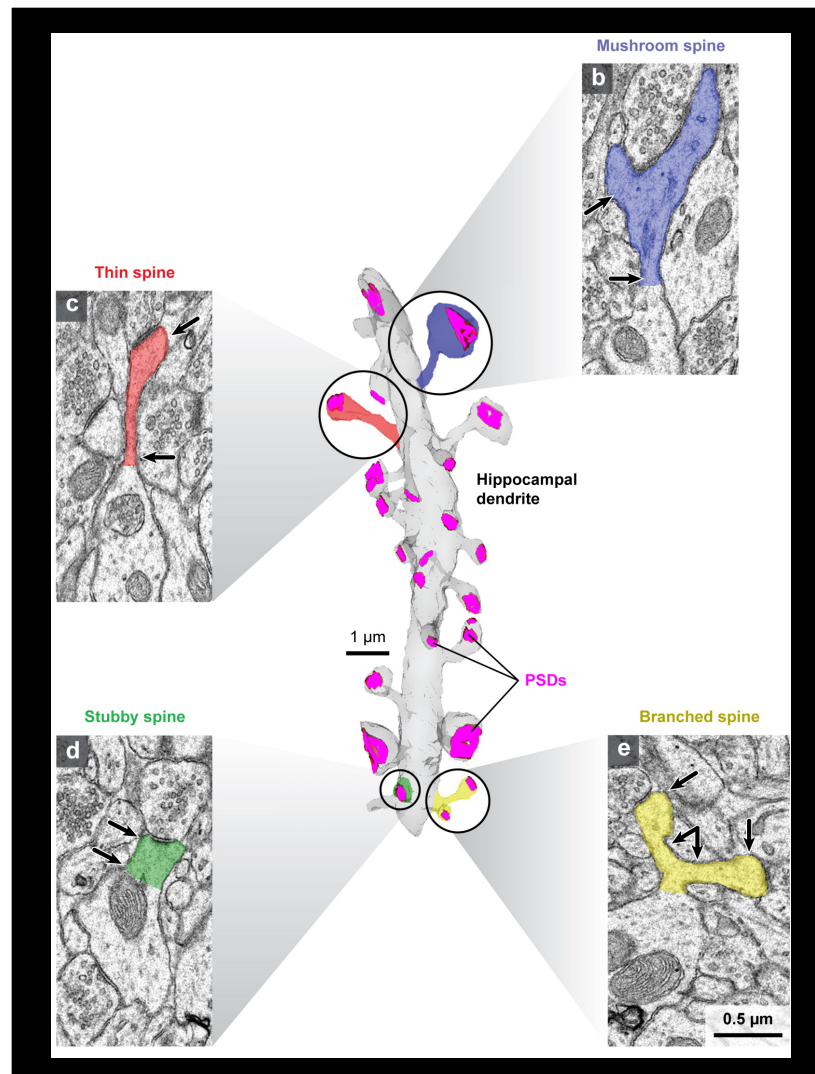 Mushroom spine
b
Thin spine
c
Hippocampal
dendrite
1 µm
PSDs
Stubby spine
d
Branched spine
e
0.5 µm